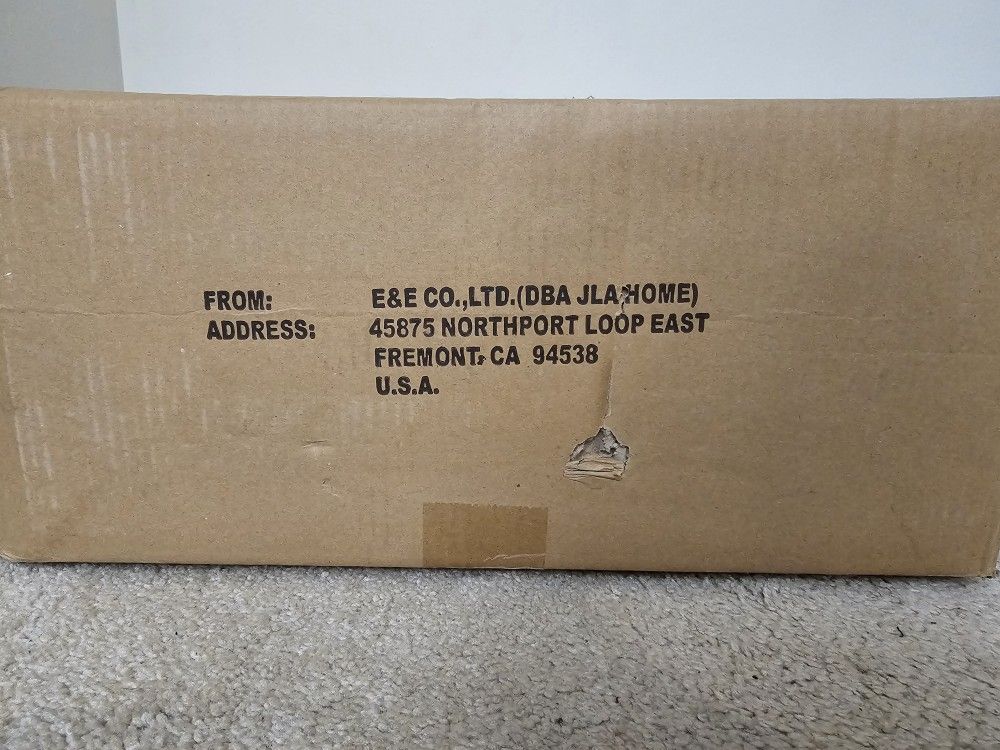 FROM: E&E CO.,LTD.(DBA JLA HOME)
ADDRESS: 45875 NORTHPORT LOOP EAST
FREMONT, CA 94538
U.S.A.